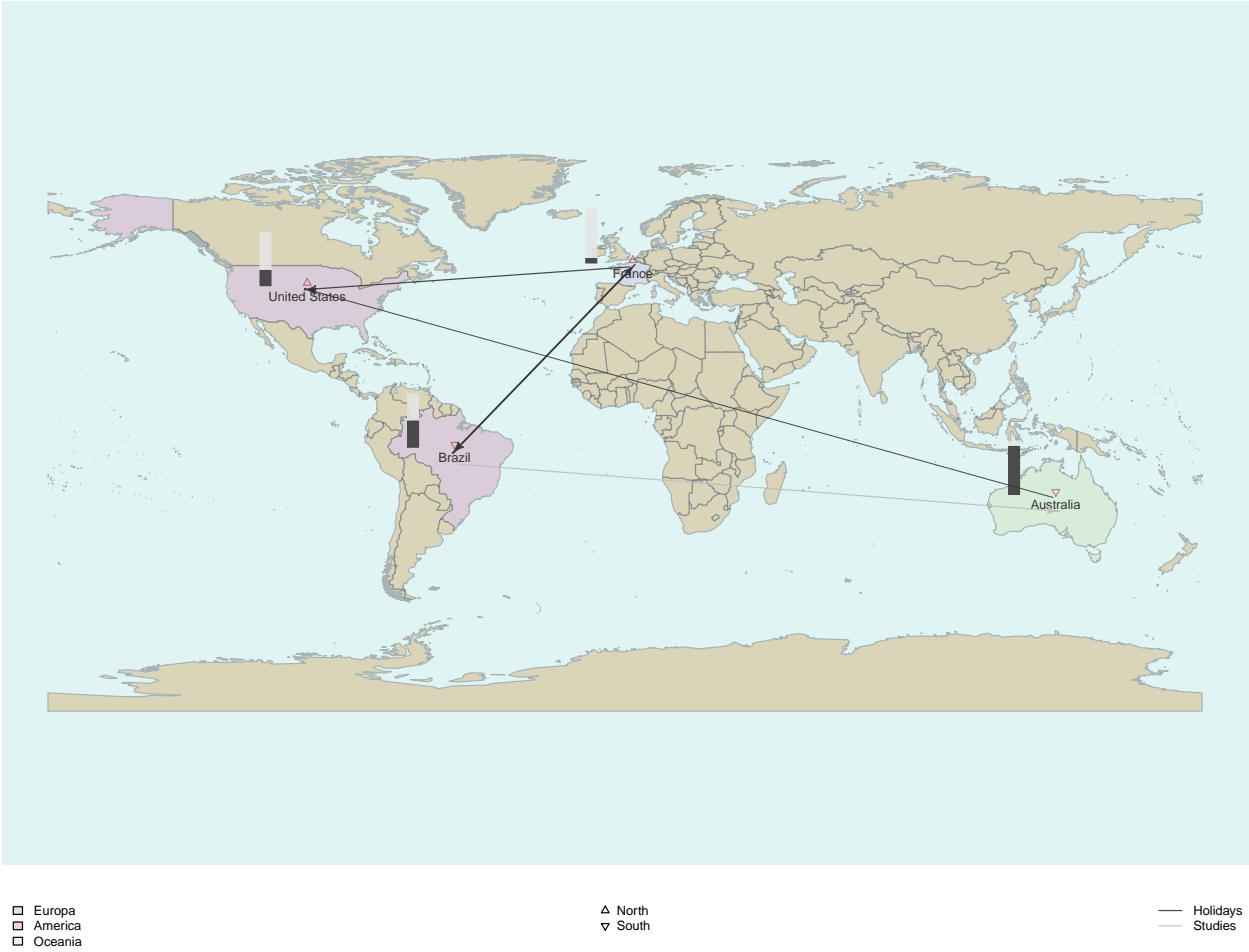 France
United States
Brazil
Australia
Europa
America
Oceania
North
South
Holidays
Studies